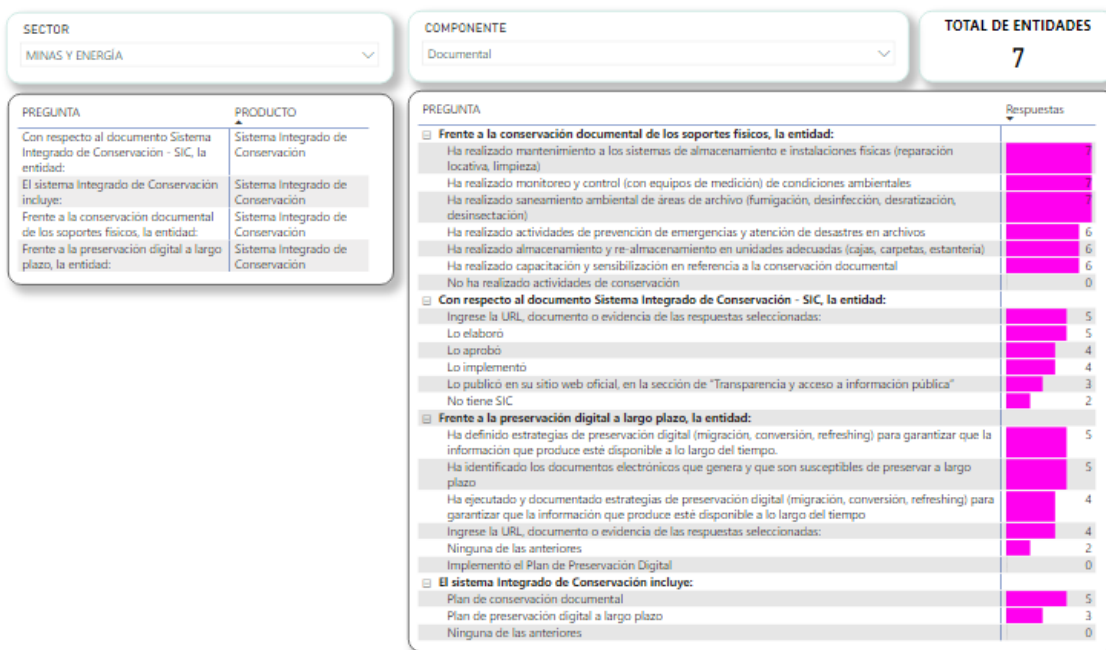 SECTOR
MINAS Y ENERGÍA
COMPONENTE
Documental
TOTAL DE ENTIDADES
7
PREGUNTA PRODUCTO
Con respecto al documento Sistema Sistema Integrado de
Integrado de Conservación - SIC, la Conservación
entidad:
El sistema Integrado de Conservación Sistema Integrado de
incluye: Conservación
Frente a la conservación documental Sistema Integrado de
de los soportes físicos, la entidad: Conservación
Frente a la preservación digital a largo Sistema Integrado de
plazo, la entidad: Conservación
PREGUNTA Respuestas
Frente a la conservación documental de los soportes físicos, la entidad:
Ha realizado mantenimiento a los sistemas de almacenamiento e instalaciones físicas (reparación 7
locativa, limpieza)
Ha realizado monitoreo y control (con equipos de medición) de condiciones ambientales 7
Ha realizado saneamiento ambiental de áreas de archivo (fumigación, desinfección, desratización, 7
desinsectación)
Ha realizado actividades de prevención de emergencias y atención de desastres en archivos 6
Ha realizado almacenamiento y re-almacenamiento en unidades adecuadas (cajas, carpetas, estantería) 6
Ha realizado capacitación y sensibilización en referencia a la conservación documental 6
No ha realizado actividades de conservación 0
Con respecto al documento Sistema Integrado de Conservación - SIC, la entidad:
Ingrese la URL, documento o evidencia de las respuestas seleccionadas: 5
Lo elaboró 5
Lo aprobó 4
Lo implementó 4
Lo publicó en su sitio web oficial, en la sección de "Transparencia y acceso a información pública" 3
No tiene SIC 2
Frente a la preservación digital a largo plazo, la entidad:
Ha definido estrategias de preservación digital (migración, conversión, refreshing) para garantizar que la 5
información que produce esté disponible a lo largo del tiempo.
Ha identificado los documentos electrónicos que genera y que son susceptibles de preservar a largo 5
plazo
Ha ejecutado y documentado estrategias de preservación digital (migración, conversión, refreshing) para 4
garantizar que la información que produce esté disponible a lo largo del tiempo
Ingrese la URL, documento o evidencia de las respuestas seleccionadas: 4
Ninguna de las anteriores 2
Implementó el Plan de Preservación Digital 0
El sistema Integrado de Conservación incluye:
Plan de conservación documental 5
Plan de preservación digital a largo plazo 3
Ninguna de las anteriores 0